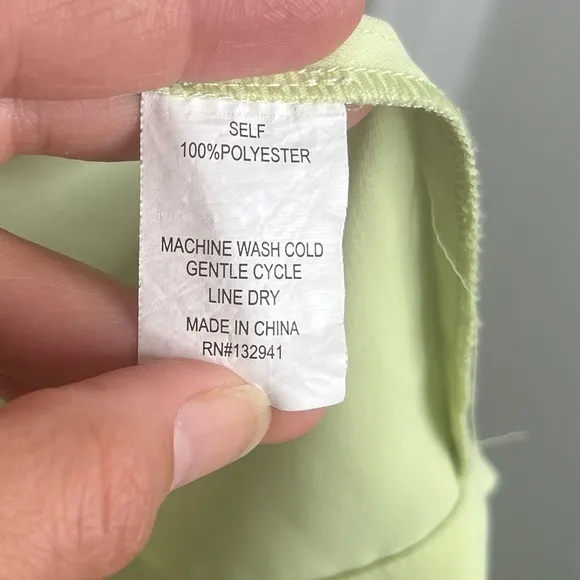 SELF
100%POLYESTER
MACHINE WASH COLD
GENTLE CYCLE
LINE DRY
MADE IN CHINA
RN#132941